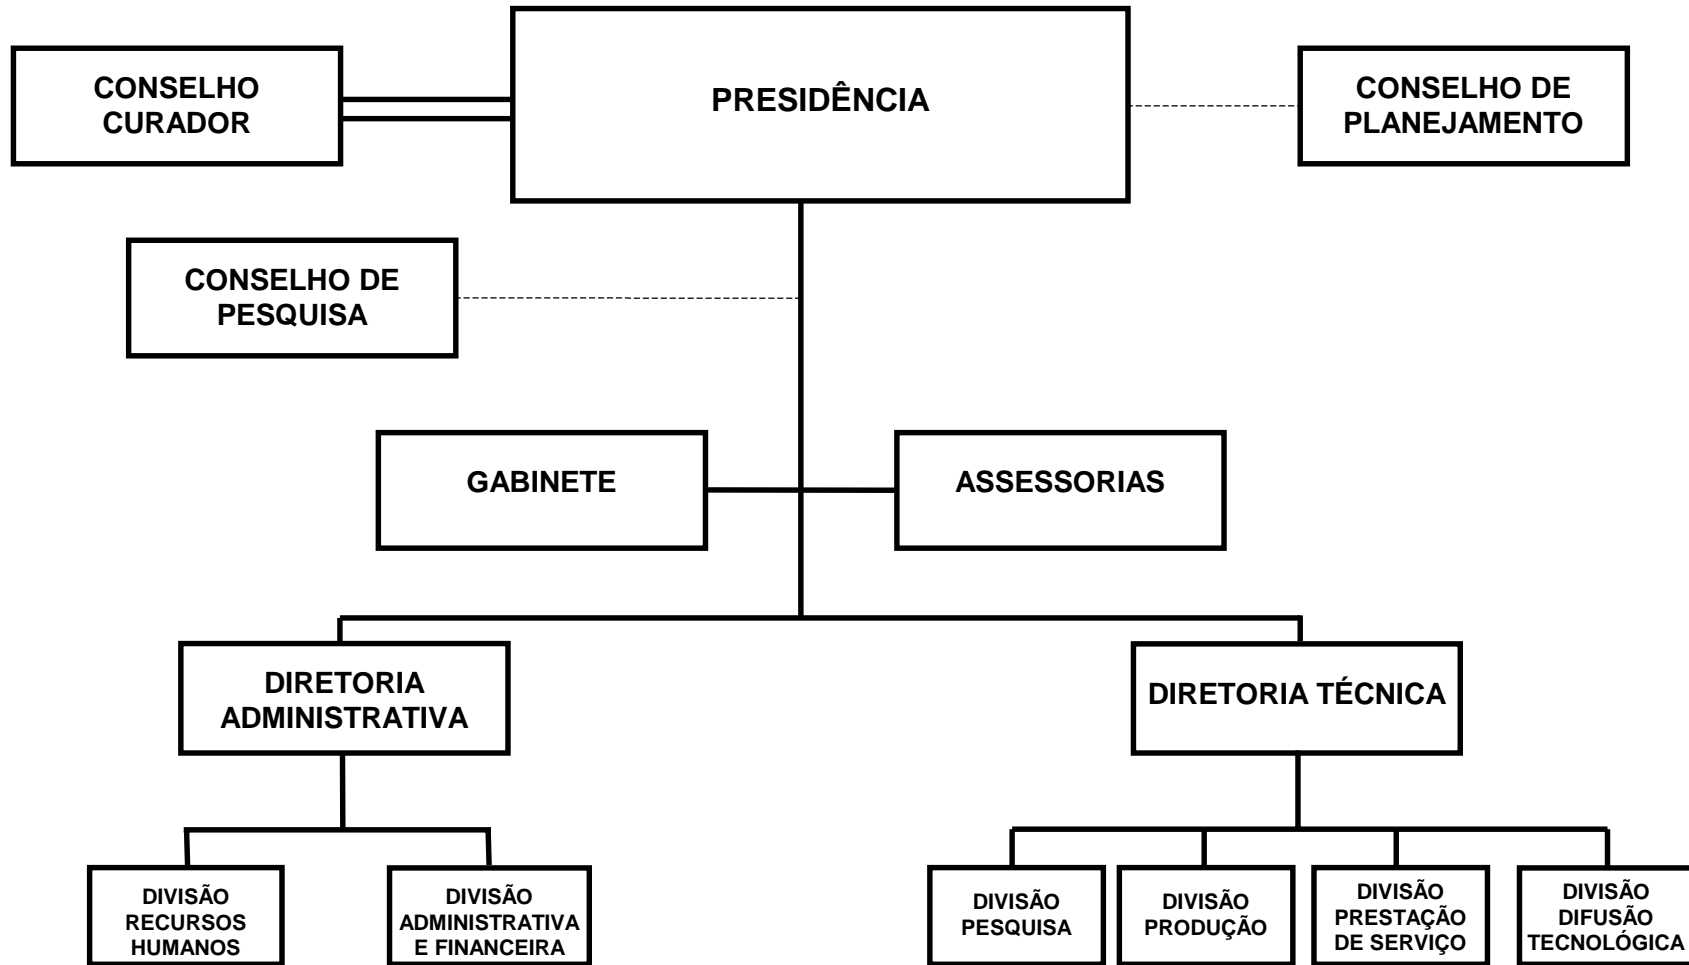 CONSELHO
CURADOR
PRESIDÊNCIA
CONSELHO DE
PLANEJAMENTO
CONSELHO DE
PESQUISA
GABINETE
ASSESSORIAS
DIRETORIA
ADMINISTRATIVA
DIRETORIA TÉCNICA
DIVISÃO
RECURSOS
HUMANOS
DIVISÃO
ADMINISTRATIVA
E FINANCEIRA
DIVISÃO
PESQUISA
DIVISÃO
PRODUÇÃO
DIVISÃO
PRESTAÇÃO
DE SERVIÇO
DIVISÃO
DIFUSÃO
TECNOLÓGICA